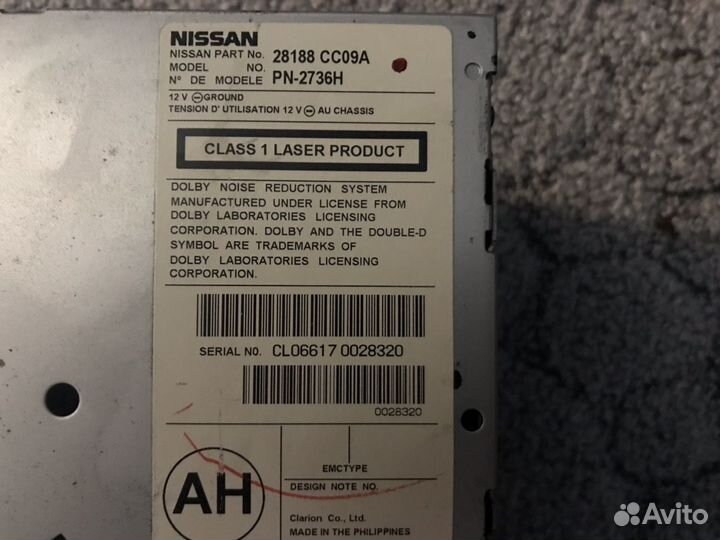 NISSAN
NISSAN PART No. 28188 CC09A
MODEL NO.
N° DE MODELE PN-2736H
12 V ⊖GROUND
TENSION D' UTILISATION 12 V ⊖ AU CHASSIS
CLASS 1 LASER PRODUCT
DOLBY NOISE REDUCTION SYSTEM
MANUFACTURED UNDER LICENSE FROM
DOLBY LABORATORIES LICENSING
CORPORATION. DOLBY AND THE DOUBLE-D
SYMBOL ARE TRADEMARKS OF
DOLBY LABORATORIES LICENSING
CORPORATION.
SERIAL NO. CL06617 0028320
0028320
AH
EMCTYPE
DESIGN NOTE NO.
Clarion Co., Ltd.
MADE IN THE PHILIPPINES
Avito